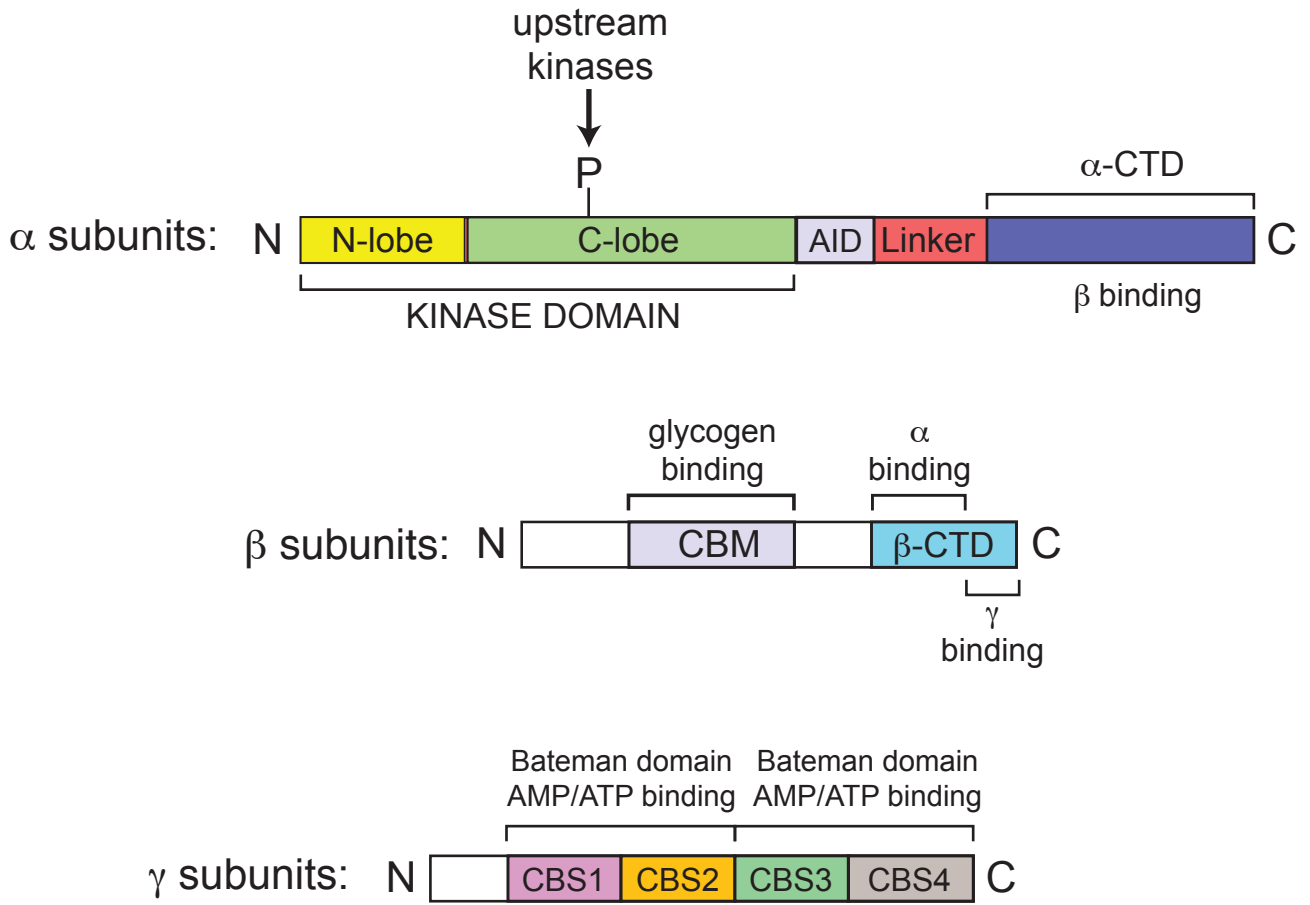 upstream
kinases
P
α-CTD
α subunits: N N-lobe C-lobe AID Linker C
KINASE DOMAIN
β binding
glycogen
binding
α
binding
β subunits: N CBM β-CTD C
γ
binding
Bateman domain
AMP/ATP binding
Bateman domain
AMP/ATP binding
γ subunits: N CBS1 CBS2 CBS3 CBS4 C